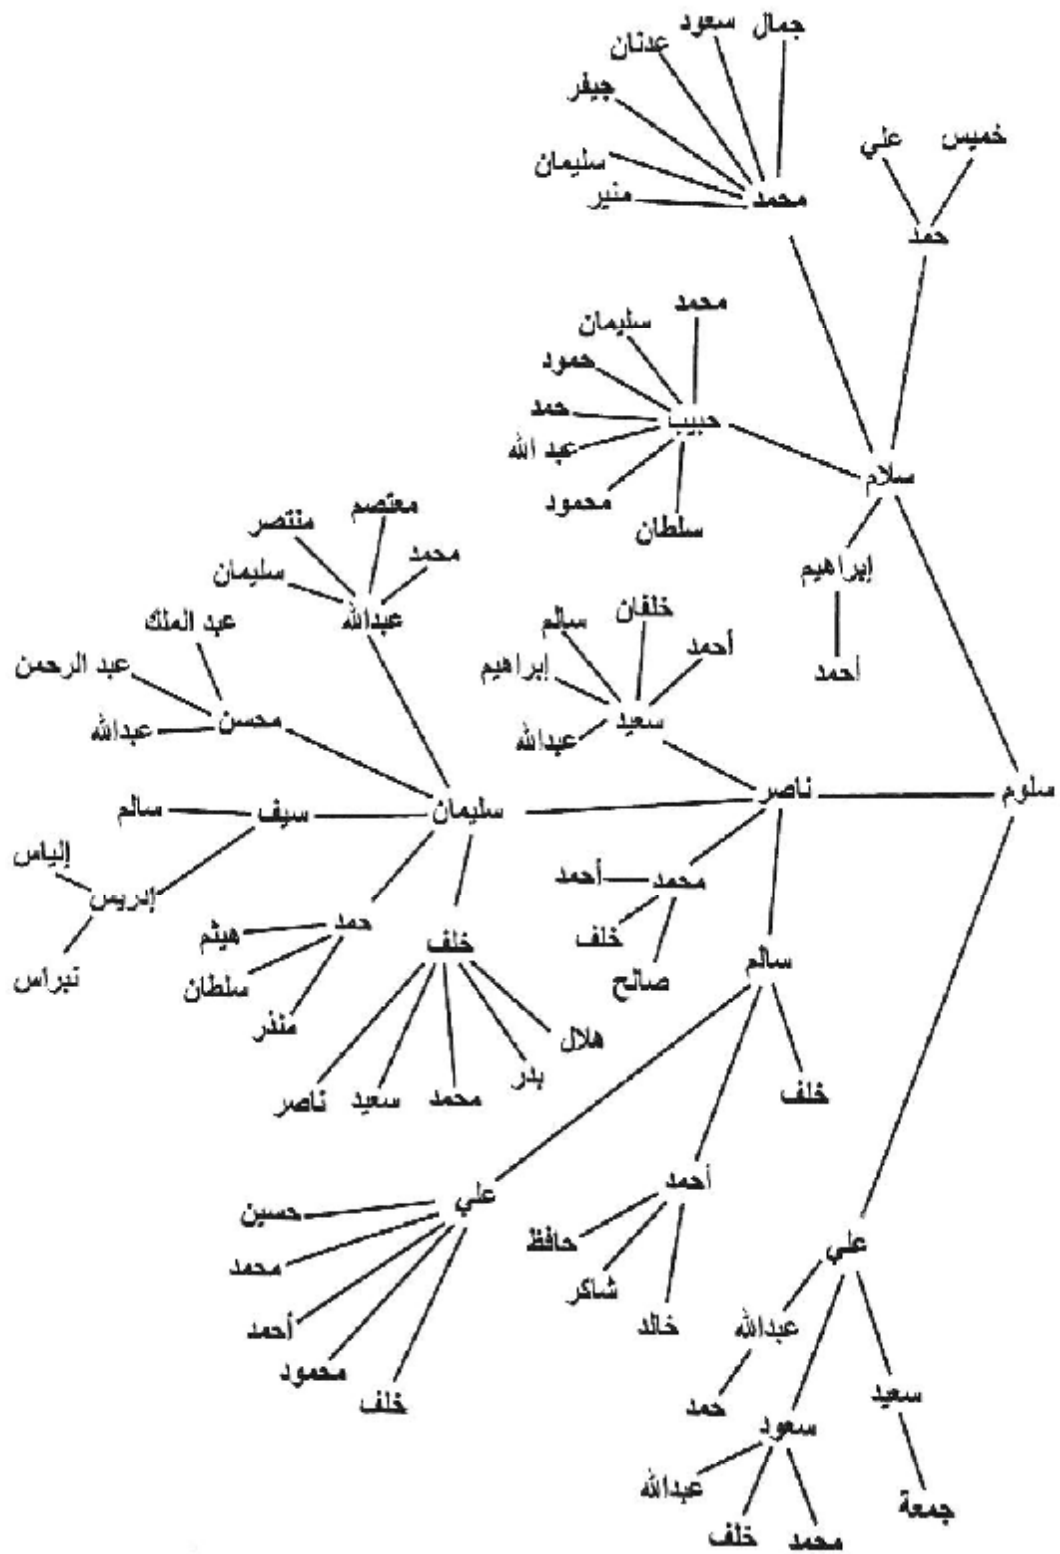 جمال
سعود
عدنان
جيفر
سليمان
منير
محمد
خميس
علي
حمد
محمد
سليمان
حمود
حمد
عبد الله
محمود
سلطان
حبيب
سلام
إبراهيم
أحمد
معتصم
منتصر
محمد
سليمان
عبدالله
خلفان
سالم
أحمد
إبراهيم
عبدالله
سعيد
عبد الملك
عبد الرحمن
عبدالله
محسن
سلوم
ناصر
سليمان
سيف
سالم
إلياس
إدريس
نبراس
حمد
هيثم
سلطان
منذر
خلف
هلال
بدر
محمد
سعيد
ناصر
محمد
أحمد
خلف
صالح
سالم
خلف
أحمد
حافظ
شاكر
خالد
علي
حسين
محمد
أحمد
محمود
خلف
علي
عبدالله
حمد
سعود
عبدالله
خلف
محمد
سعيد
جمعة